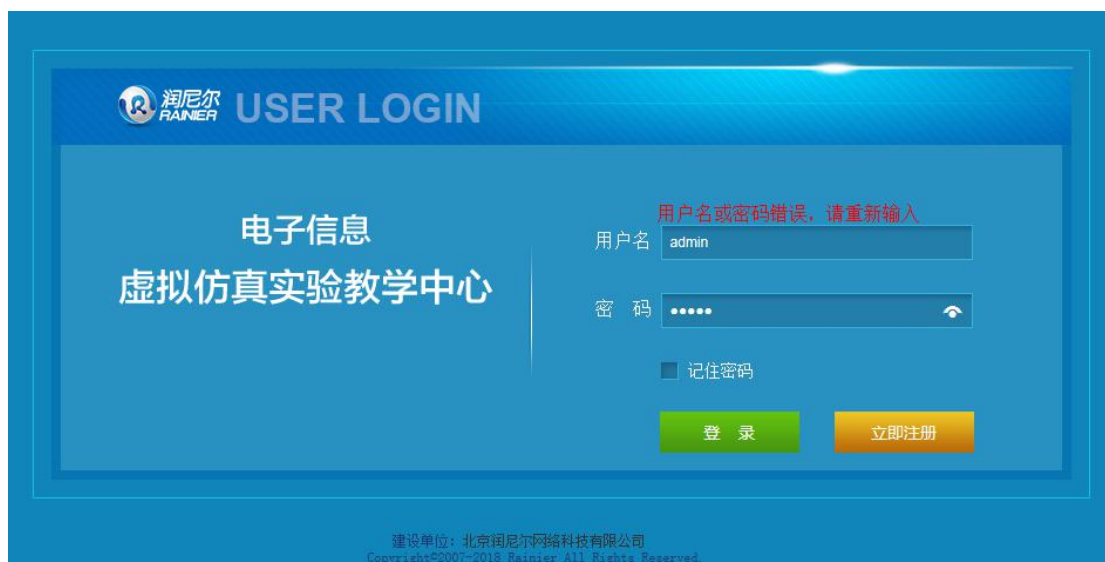 润尼尔
RAINIER
USER LOGIN
电子信息
虚拟仿真实验教学中心
用户名或密码错误，请重新输入
用户名 admin
密 码 •••••
记住密码
登 录
立即注册
建设单位：北京润尼尔网络科技有限公司
Copyright©2007-2018 Rainier All Rights Reserved.